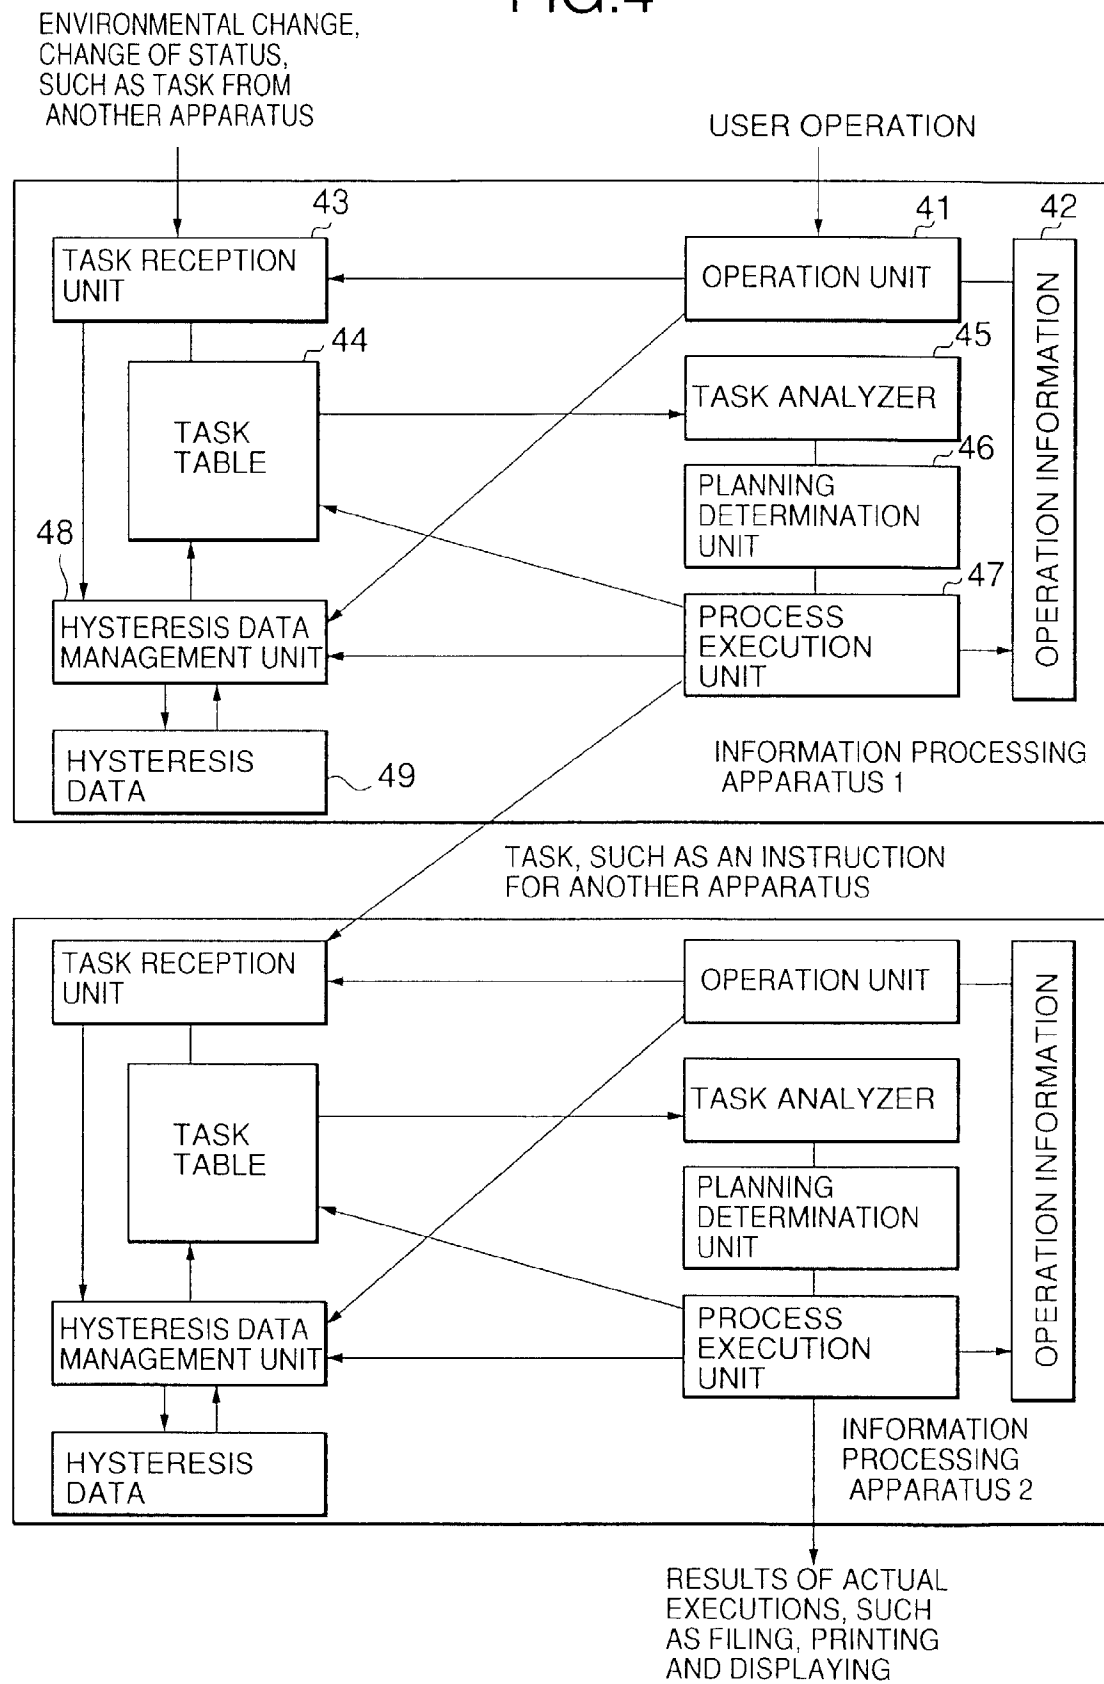 FIG.4
ENVIRONMENTAL CHANGE,
CHANGE OF STATUS,
SUCH AS TASK FROM
ANOTHER APPARATUS
USER OPERATION
43
TASK RECEPTION
UNIT
41
OPERATION UNIT
42
OPERATION INFORMATION
44
TASK
TABLE
45
TASK ANALYZER
46
PLANNING
DETERMINATION
UNIT
48
HYSTERESIS DATA
MANAGEMENT UNIT
47
PROCESS
EXECUTION
UNIT
HYSTERESIS
DATA
49
INFORMATION PROCESSING
APPARATUS 1
TASK, SUCH AS AN INSTRUCTION
FOR ANOTHER APPARATUS
TASK RECEPTION
UNIT
OPERATION UNIT
OPERATION INFORMATION
TASK
TABLE
TASK ANALYZER
PLANNING
DETERMINATION
UNIT
HYSTERESIS DATA
MANAGEMENT UNIT
PROCESS
EXECUTION
UNIT
HYSTERESIS
DATA
INFORMATION
PROCESSING
APPARATUS 2
RESULTS OF ACTUAL
EXECUTIONS, SUCH
AS FILING, PRINTING
AND DISPLAYING